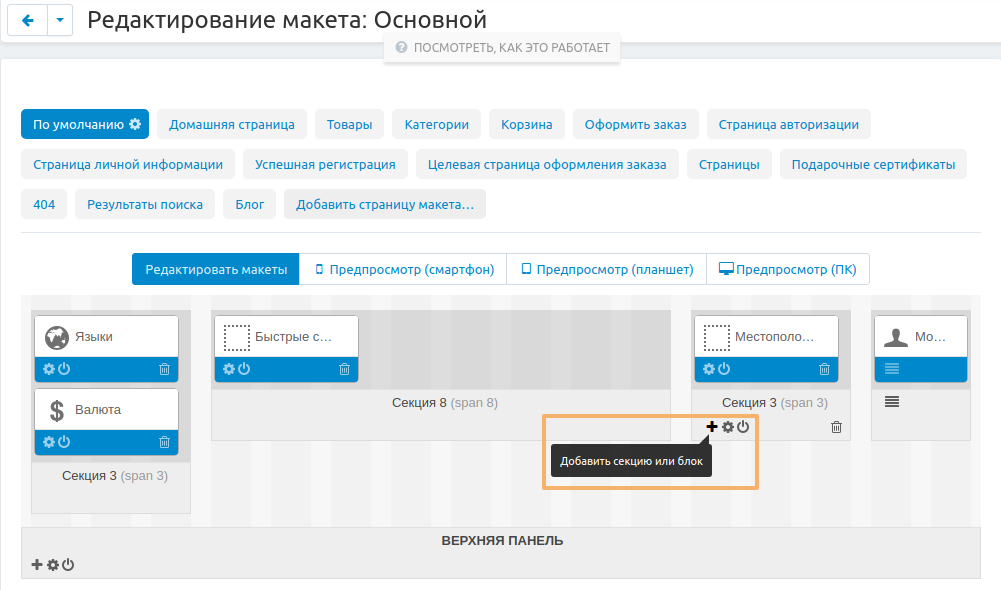 Редактирование макета: Основной
ПОСМОТРЕТЬ, КАК ЭТО РАБОТАЕТ
По умолчанию Домашняя страница Товары Категории Корзина Оформить заказ Страница авторизации
Страница личной информации Успешная регистрация Целевая страница оформления заказа Страницы Подарочные сертификаты
404 Результаты поиска Блог Добавить страницу макета...
Редактировать макеты Предпросмотр (смартфон) Предпросмотр (планшет) Предпросмотр (ПК)
Языки Быстрые с... Местополо... Мо...
Валюта
Секция 8 (span 8) Секция 3 (span 3)
Добавить секцию или блок
Секция 3 (span 3)
ВЕРХНЯЯ ПАНЕЛЬ